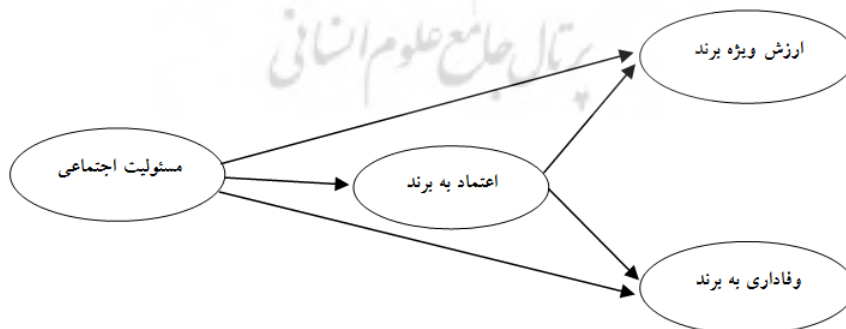 پرتال جامع علوم انسانی
ارزش ویژه برند
مسئولیت اجتماعی
اعتماد به برند
وفاداری به برند